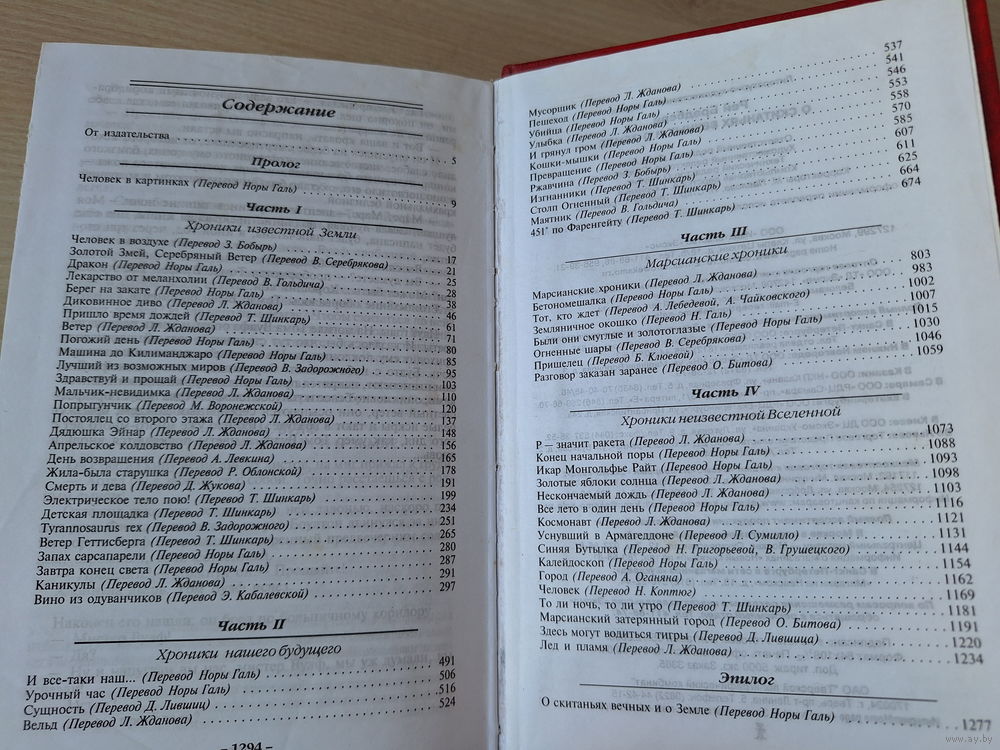 Содержание
От издательства 5
Пролог
Человек в картинках (Перевод Норы Галь) 9
Часть I
Хроники известной Земли
Человек в воздухе (Перевод З. Бобырь) 17
Золотой Змей, Серебряный Ветер (Перевод В. Серебрякова) 21
Дракон (Перевод Норы Галь) 25
Лекарство от меланхолии (Перевод В. Гольдича) 28
Берег на закате (Перевод Норы Галь) 38
Диковинное диво (Перевод Л. Жданова) 46
Пришло время дождей (Перевод Т. Шинкарь) 61
Ветер (Перевод Л. Жданова) 71
Погожий день (Перевод Норы Галь) 80
Машина до Килиманджаро (Перевод Норы Галь) 85
Лучший из возможных миров (Перевод В. Задорожного) 95
Здравствуй и прощай (Перевод Норы Галь) 103
Мальчик-невидимка (Перевод Л. Жданова) 110
Попрыгунчик (Перевод М. Воронежской) 120
Постоялец со второго этажа (Перевод Л. Жданова) 137
Дядюшка Эйнар (Перевод Л. Жданова) 148
Апрельское колдовство (Перевод Л. Жданова) 156
День возвращения (Перевод А. Левкина) 165
Жила-была старушка (Перевод Р. Облонской) 178
Смерть и дева (Перевод Д. Жукова) 191
Электрическое тело пою! (Перевод Т. Шинкарь) 199
Детская площадка (Перевод Т. Шинкарь) 234
Tyrannosaurus rex (Перевод В. Задорожного) 251
Ветер Геттисберга (Перевод Т. Шинкарь) 265
Запах сарсапарели (Перевод Норы Галь) 280
Завтра конец света (Перевод Норы Галь) 287
Каникулы (Перевод Л. Жданова) 291
Вино из одуванчиков (Перевод Э. Кабалевской) 297
Часть II
Хроники нашего будущего
И все-таки наш... (Перевод Норы Галь) 491
Урочный час (Перевод Норы Галь) 506
Сущность (Перевод Д. Лившиц) 516
Вельд (Перевод Л. Жданова) 524
– 1294 –
Мусорщик (Перевод Л. Жданова) 537
Пешеход (Перевод Норы Галь) 541
Убийца (Перевод Норы Галь) 546
Улыбка (Перевод Л. Жданова) 553
И грянул гром (Перевод Л. Жданова) 558
Кошки-мышки (Перевод Норы Галь) 570
Превращение (Перевод Норы Галь) 585
Ржавчина (Перевод З. Бобырь) 607
Изгнанники (Перевод Т. Шинкарь) 611
Столп Огненный (Перевод Т. Шинкарь) 625
Маятник (Перевод В. Гольдича) 664
451° по Фаренгейту (Перевод Т. Шинкарь) 674
Часть III
Марсианские хроники
Марсианские хроники (Перевод Л. Жданова) 803
Бетономешалка (Перевод Норы Галь) 983
Тот, кто ждет (Перевод А. Лебедевой, А. Чайковского) 1002
Земляничное окошко (Перевод Н. Галь) 1007
Были они смуглые и золотоглазые (Перевод Норы Галь) 1015
Огненные шары (Перевод В. Серебрякова) 1030
Пришелец (Перевод Б. Клюевой) 1046
Разговор заказан заранее (Перевод О. Битова) 1059
Часть IV
Хроники неизвестной Вселенной
Р – значит ракета (Перевод Л. Жданова) 1073
Конец начальной поры (Перевод Норы Галь) 1088
Икар Монгольфье Райт (Перевод Норы Галь) 1093
Золотые яблоки солнца (Перевод Л. Жданова) 1098
Нескончаемый дождь (Перевод Л. Жданова) 1103
Все лето в один день (Перевод Норы Галь) 1116
Космонавт (Перевод Л. Жданова) 1121
Уснувший в Армагеддоне (Перевод Л. Сумилло) 1131
Синяя Бутылка (Перевод Н. Григорьевой, В. Грушецкого) 1144
Калейдоскоп (Перевод Норы Галь) 1154
Город (Перевод А. Оганяна) 1162
Человек (Перевод Н. Коптюг) 1169
То ли ночь, то ли утро (Перевод Т. Шинкарь) 1181
Марсианский затерянный город (Перевод О. Битова) 1191
Здесь могут водиться тигры (Перевод Д. Лившица) 1220
Лед и пламя (Перевод Л. Жданова) 1234
Эпилог
О скитаньях вечных и о Земле (Перевод Норы Галь) 1277
www.ay.by